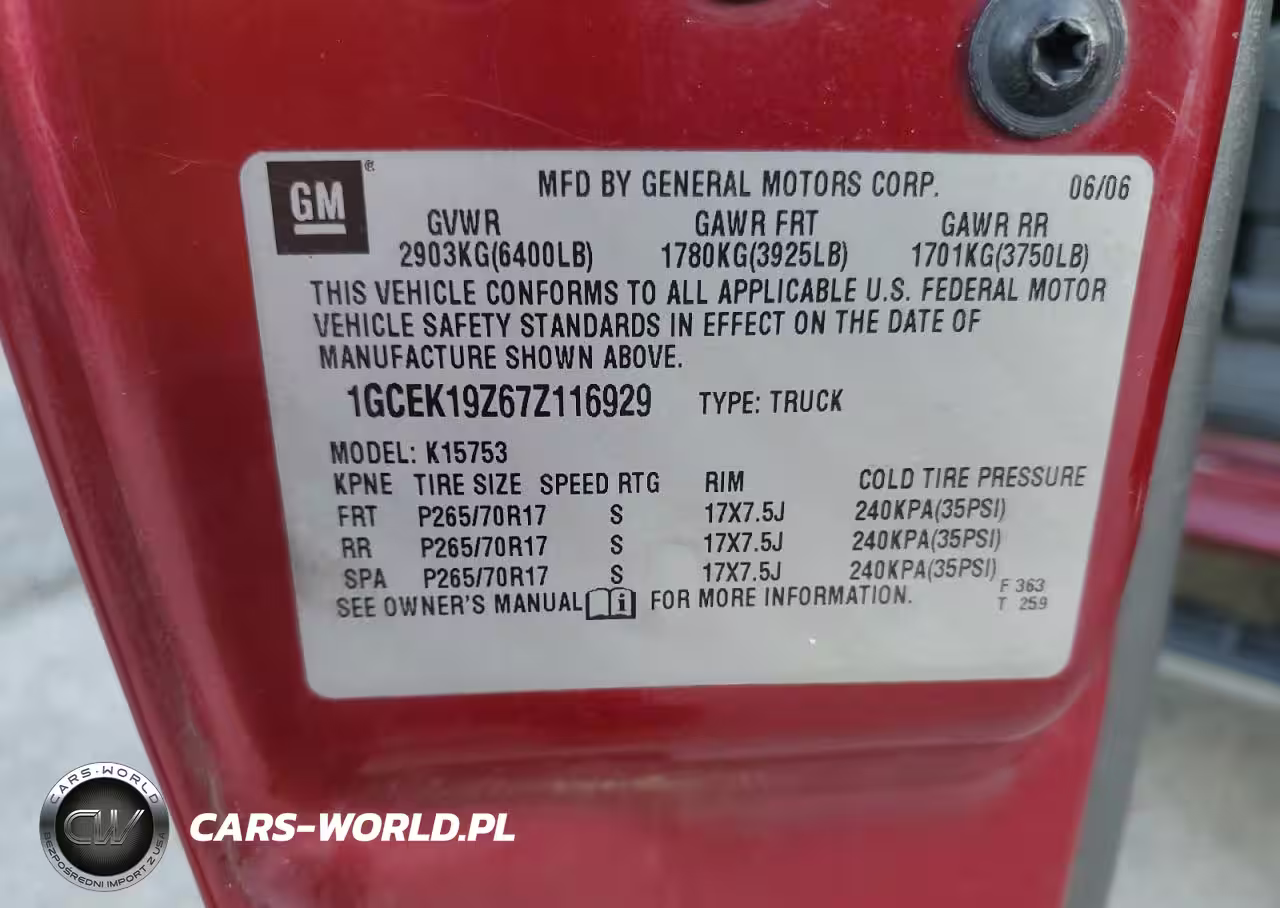 GM ®
MFD BY GENERAL MOTORS CORP. 06/06
GVWR GAWR FRT GAWR RR
2903KG(6400LB) 1780KG(3925LB) 1701KG(3750LB)
THIS VEHICLE CONFORMS TO ALL APPLICABLE U.S. FEDERAL MOTOR
VEHICLE SAFETY STANDARDS IN EFFECT ON THE DATE OF
MANUFACTURE SHOWN ABOVE.
1GCEK19Z67Z116929 TYPE: TRUCK
MODEL: K15753
KPNE TIRE SIZE SPEED RTG RIM COLD TIRE PRESSURE
FRT P265/70R17 S 17X7.5J 240KPA(35PSI)
RR P265/70R17 S 17X7.5J 240KPA(35PSI)
SPA P265/70R17 S 17X7.5J 240KPA(35PSI)
SEE OWNER'S MANUAL i FOR MORE INFORMATION.
F 363
T 259
CARS-WORLD
CW
BEZPOŚREDNI IMPORT Z USA
CARS-WORLD.PL